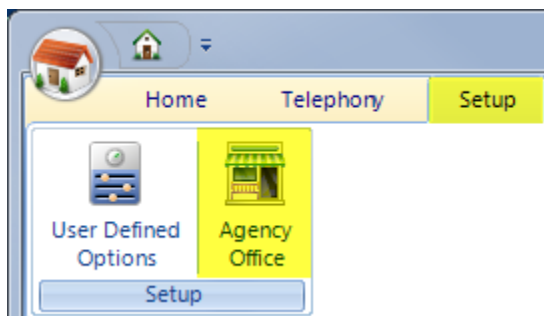 Home Telephony Setup
User Defined Options
Agency Office
Setup